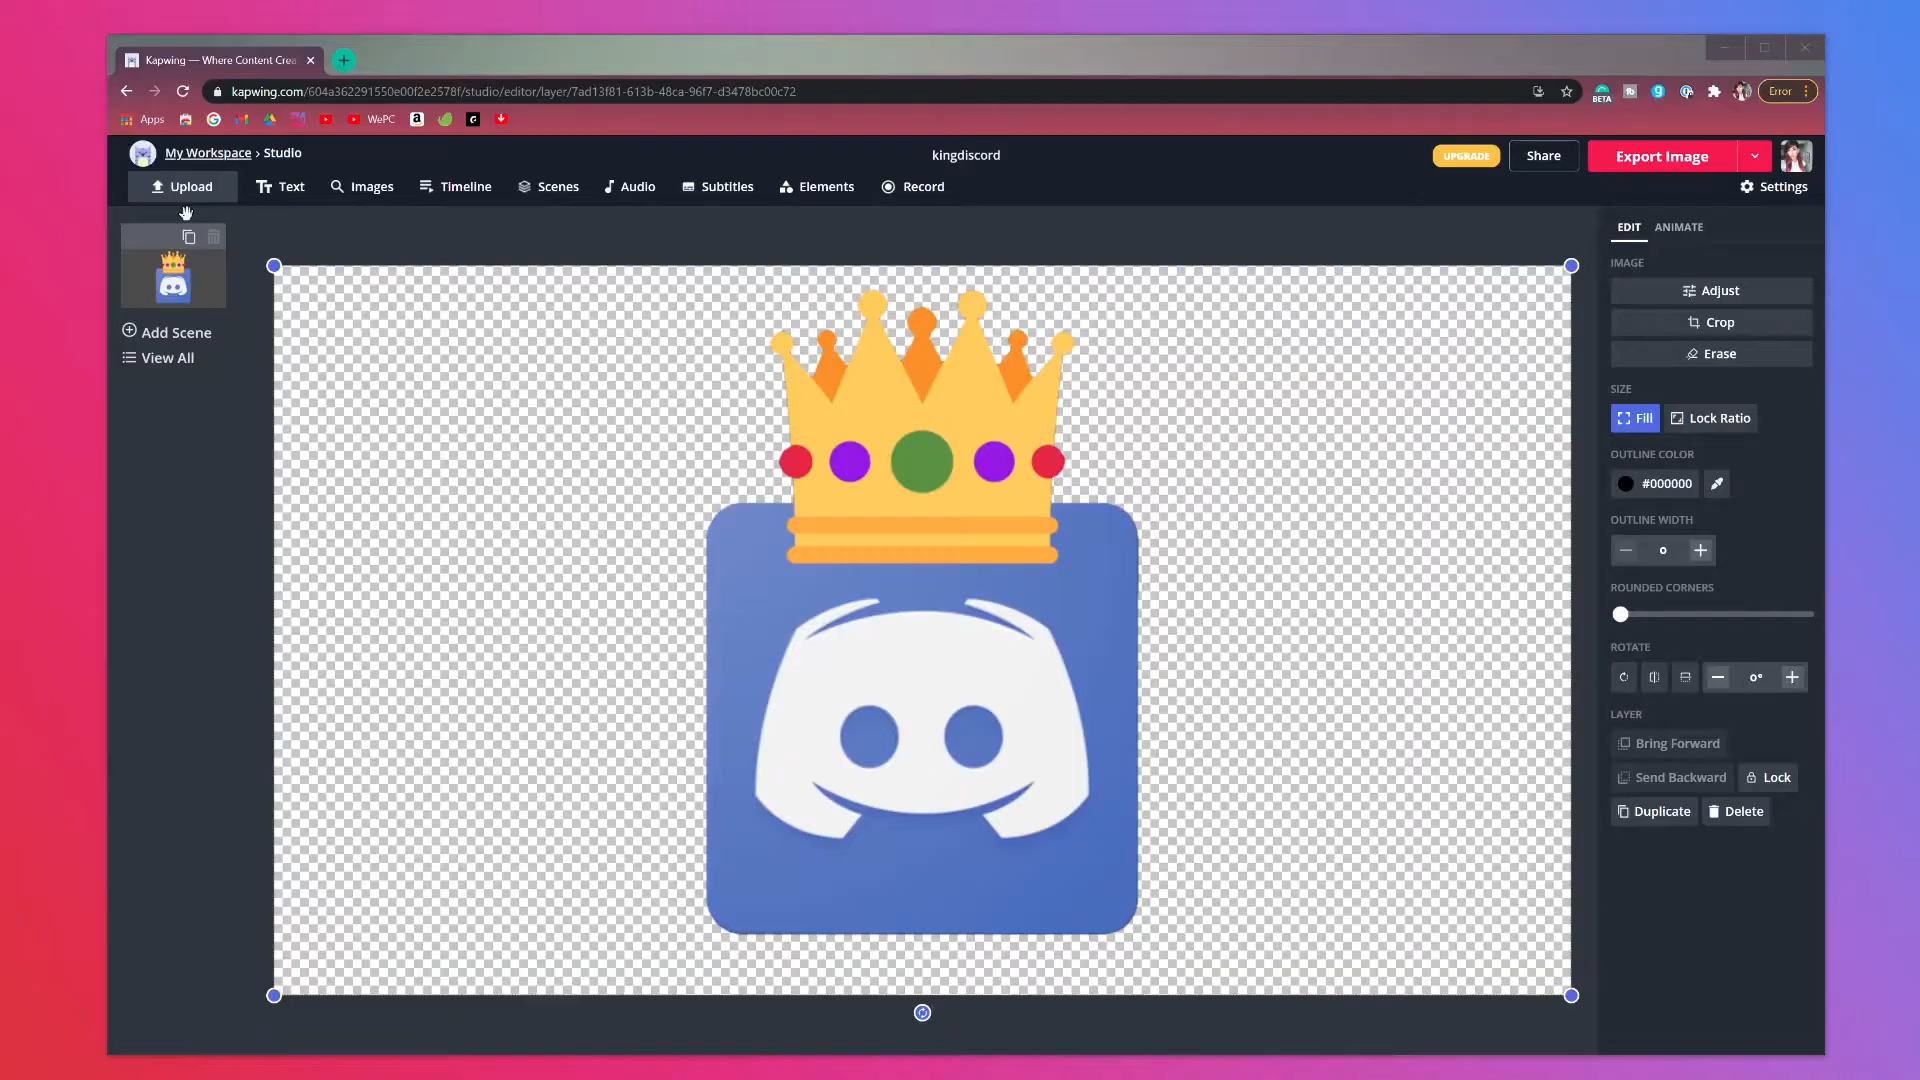 Kapwing — Where Content Crea
kapwing.com/604a362291550e00f2e2578f/studio/editor/layer/7ad13f81-613b-48ca-96f7-d3478bc00c72
BETA
Error
Apps
WePC
My Workspace › Studio
kingdiscord
UPGRADE
Share
Export Image
Upload
Text
Images
Timeline
Scenes
Audio
Subtitles
Elements
Record
Settings
Add Scene
View All
EDIT ANIMATE
IMAGE
Adjust
Crop
Erase
SIZE
Fill
Lock Ratio
OUTLINE COLOR
#000000
OUTLINE WIDTH
0
ROUNDED CORNERS
ROTATE
0°
LAYER
Bring Forward
Send Backward
Lock
Duplicate
Delete